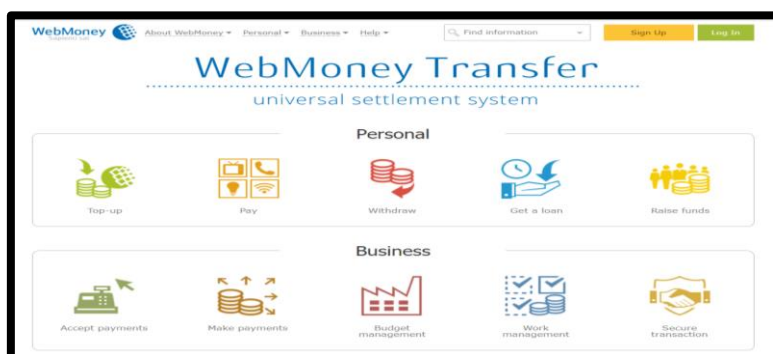 WebMoney About WebMoney Personal Business Help Find information Sign Up Log In
WebMoney Transfer
universal settlement system
Personal
Top-up Pay Withdraw Get a loan Raise funds
Business
Accept payments Make payments Budget management Work management Secure transaction